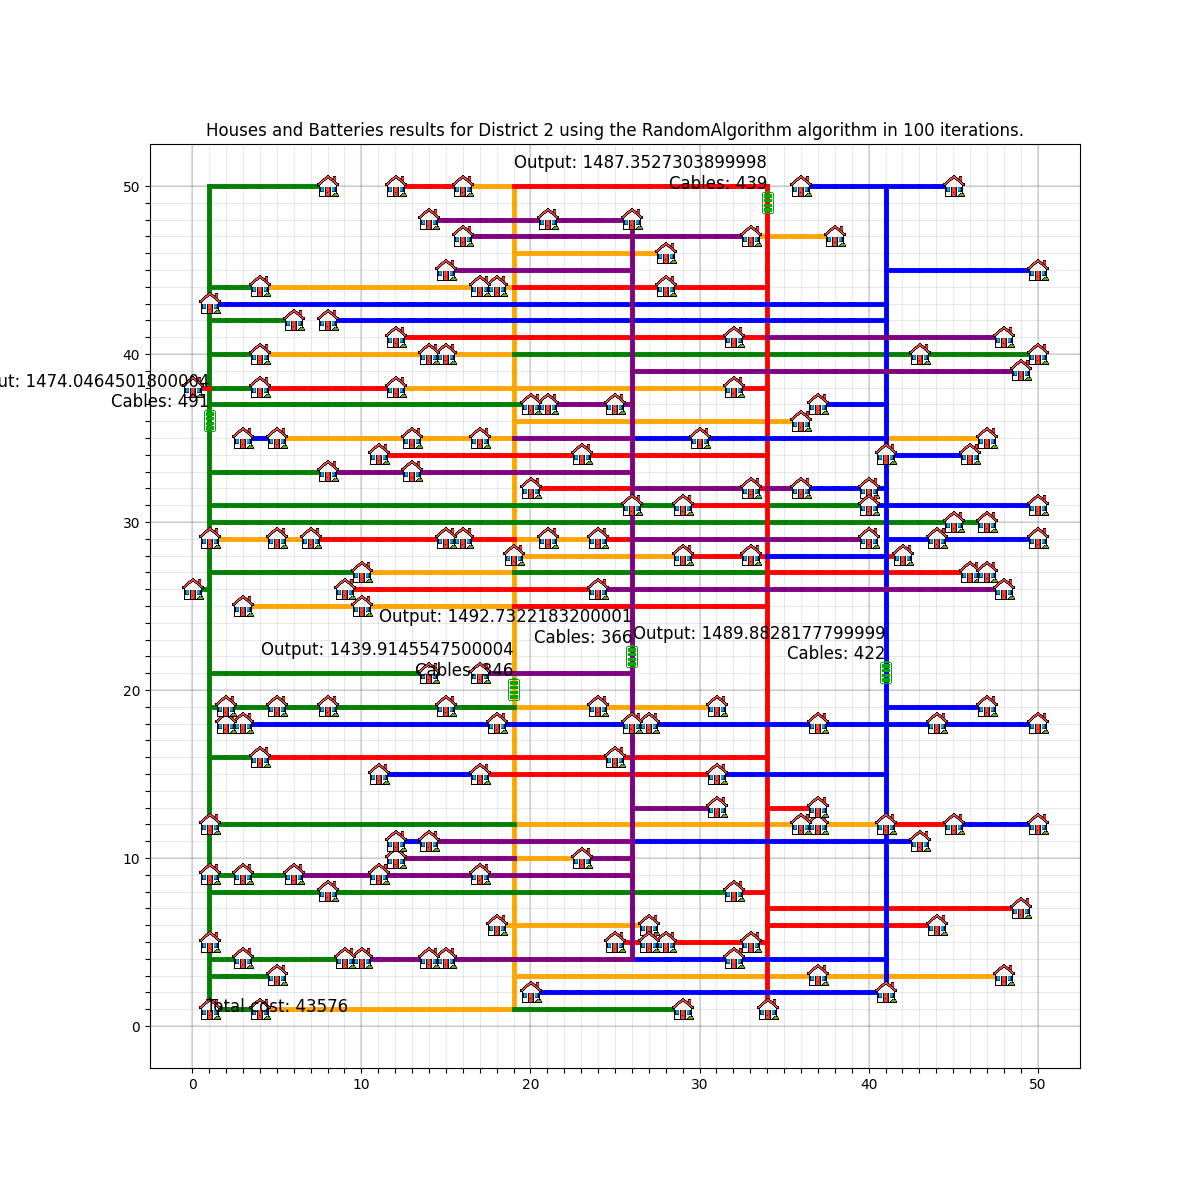 Houses and Batteries results for District 2 using the RandomAlgorithm algorithm in 100 iterations.
Output: 1487.3527303899998
Cables: 439
ut: 1474.0464501800004
Cables: 491
Output: 1492.7322183200001
Cables: 366
Output: 1489.8828177799999
Cables: 422
Output: 1439.9145547500004
Cables: 346
Total cost: 43576
50
40
30
20
10
0
0 10 20 30 40 50